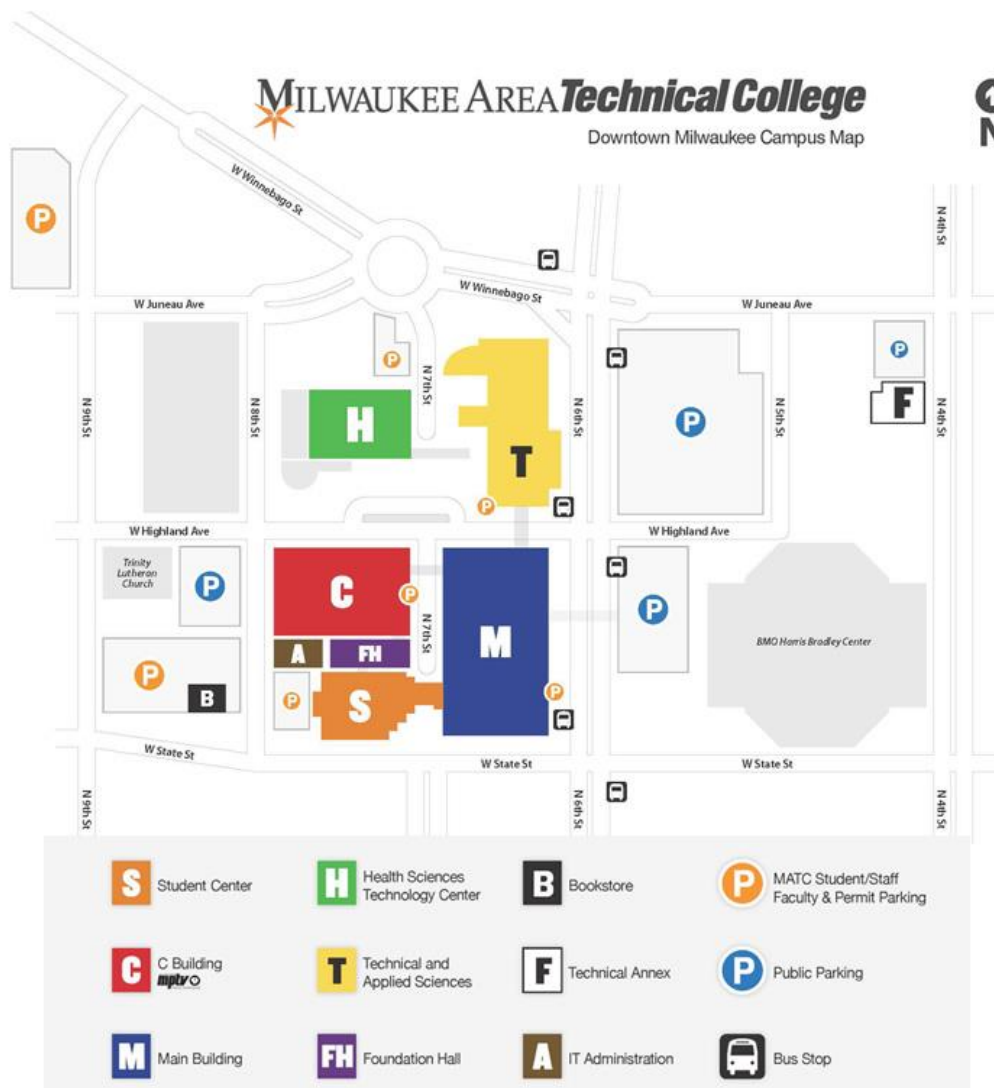 MILWAUKEE AREA Technical College
Downtown Milwaukee Campus Map
N
W Winnebago St
P
N 4th St
W Winnebago St
W Juneau Ave
W Juneau Ave
P
P
N 7th St
N 9th St
N 8th St
H
N 6th St
P
N 5th St
F
N 4th St
T
P
W Highland Ave
W Highland Ave
Trinity
Lutheran
Church
P
C
P
N 7th St
M
P
BMO Harris Bradley Center
A
FH
P
B
P
S
P
W State St
W State St
W State St
N 9th St
N 6th St
N 4th St
S Student Center
H Health Sciences
Technology Center
B Bookstore
P MATC Student/Staff
Faculty & Permit Parking
C C Building
mptv
T Technical and
Applied Sciences
F Technical Annex
P Public Parking
M Main Building
FH Foundation Hall
A IT Administration
Bus Stop